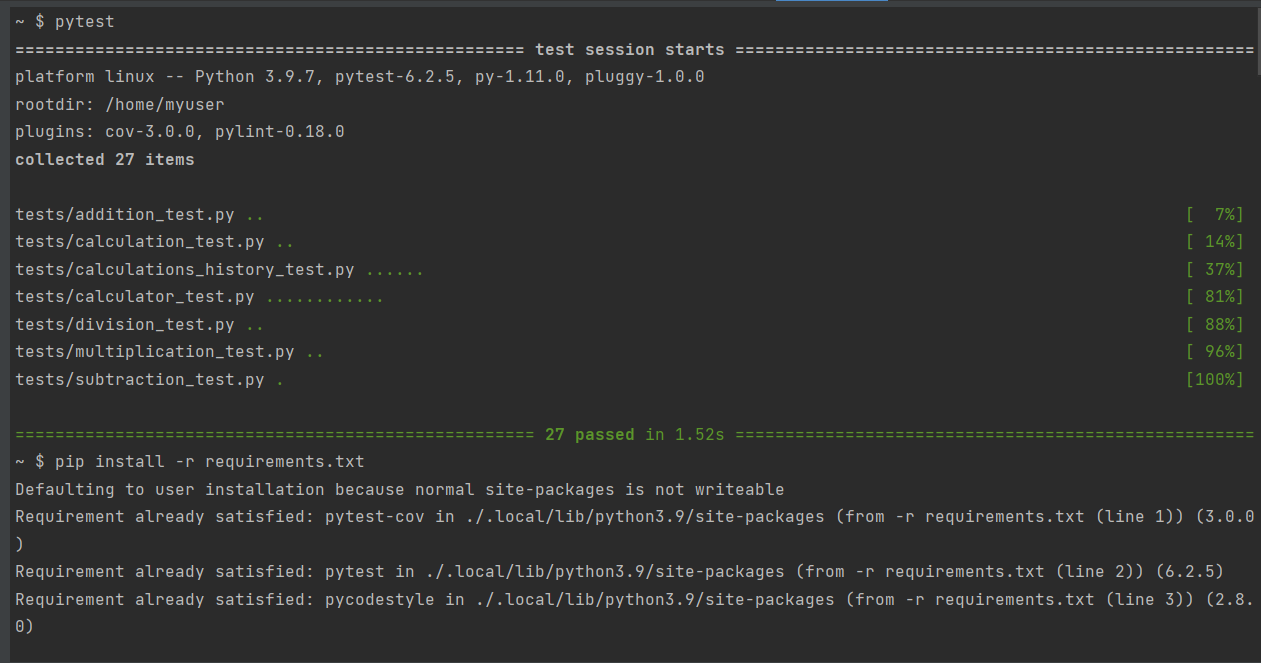 ~ $ pytest
=================================================== test session starts ====================================================
platform linux -- Python 3.9.7, pytest-6.2.5, py-1.11.0, pluggy-1.0.0
rootdir: /home/myuser
plugins: cov-3.0.0, pylint-0.18.0
collected 27 items
tests/addition_test.py .. [  7%]
tests/calculation_test.py .. [ 14%]
tests/calculations_history_test.py ...... [ 37%]
tests/calculator_test.py ............ [ 81%]
tests/division_test.py .. [ 88%]
tests/multiplication_test.py .. [ 96%]
tests/subtraction_test.py . [100%]
==================================================== 27 passed in 1.52s ====================================================
~ $ pip install -r requirements.txt
Defaulting to user installation because normal site-packages is not writeable
Requirement already satisfied: pytest-cov in ./.local/lib/python3.9/site-packages (from -r requirements.txt (line 1)) (3.0.0
)
Requirement already satisfied: pytest in ./.local/lib/python3.9/site-packages (from -r requirements.txt (line 2)) (6.2.5)
Requirement already satisfied: pycodestyle in ./.local/lib/python3.9/site-packages (from -r requirements.txt (line 3)) (2.8.
0)